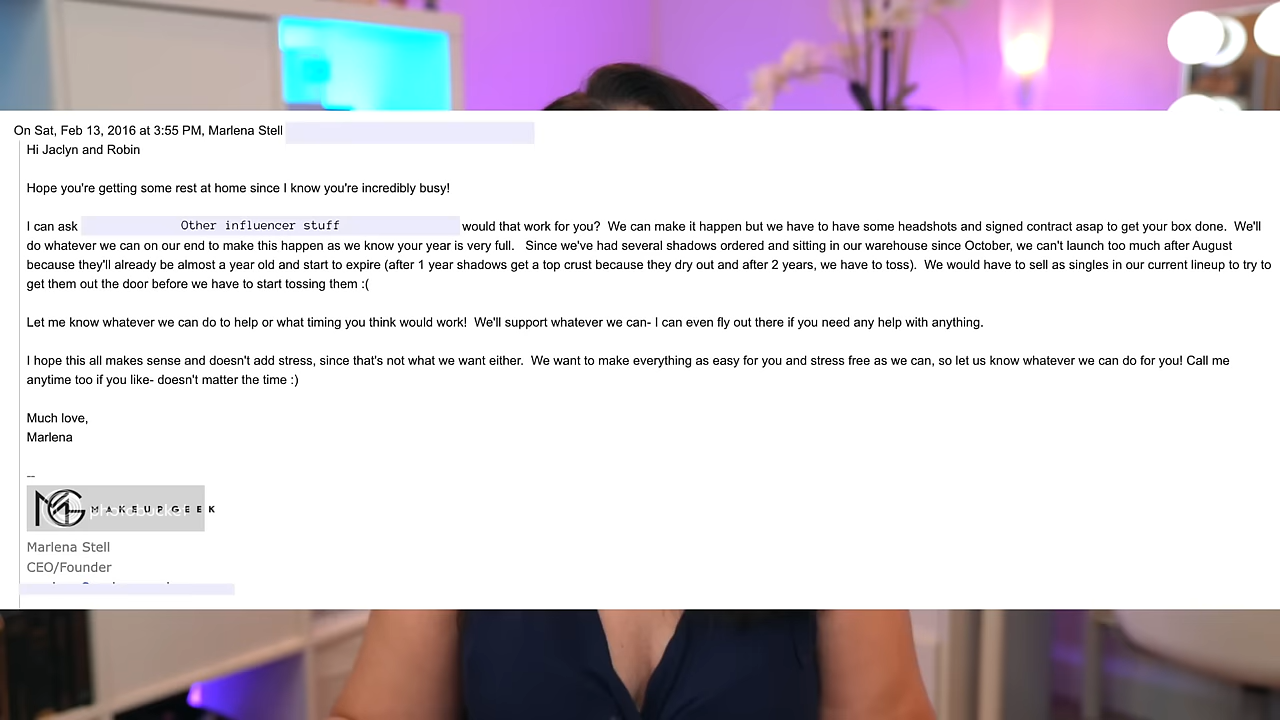 On Sat, Feb 13, 2016 at 3:55 PM, Marlena Stell
Hi Jaclyn and Robin
Hope you're getting some rest at home since I know you're incredibly busy!
I can ask Other influencer stuff would that work for you?  We can make it happen but we have to have some headshots and signed contract asap to get your box done.  We'll
do whatever we can on our end to make this happen as we know your year is very full.   Since we've had several shadows ordered and sitting in our warehouse since October, we can't launch too much after August
because they'll already be almost a year old and start to expire (after 1 year shadows get a top crust because they dry out and after 2 years, we have to toss).  We would have to sell as singles in our current lineup to try to
get them out the door before we have to start tossing them :(
Let me know whatever we can do to help or what timing you think would work!  We'll support whatever we can- I can even fly out there if you need any help with anything.
I hope this all makes sense and doesn't add stress, since that's not what we want either.  We want to make everything as easy for you and stress free as we can, so let us know whatever we can do for you! Call me
anytime too if you like- doesn't matter the time :)
Much love,
Marlena
--
MG MAKEUP GEEK
Marlena Stell
CEO/Founder